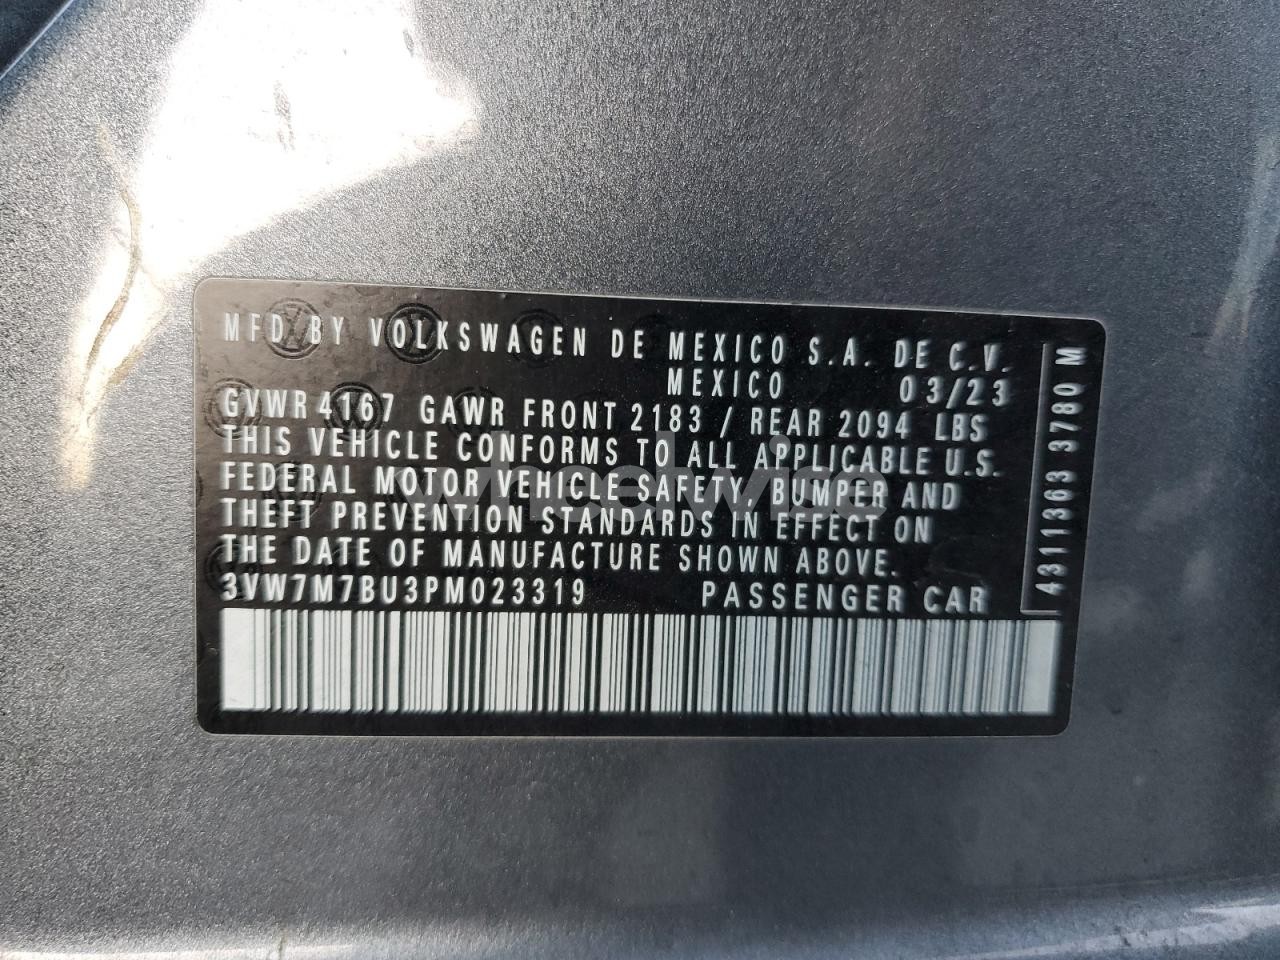 MFD BY VOLKSWAGEN DE MEXICO S.A. DE C.V.
MEXICO 03/23
GVWR 4167 GAWR FRONT 2183 / REAR 2094 LBS
THIS VEHICLE CONFORMS TO ALL APPLICABLE U.S.
FEDERAL MOTOR VEHICLE SAFETY, BUMPER AND
THEFT PREVENTION STANDARDS IN EFFECT ON
THE DATE OF MANUFACTURE SHOWN ABOVE.
3VW7M7BU3PM023319 PASSENGER CAR
4311363 3780 M
wheelwise